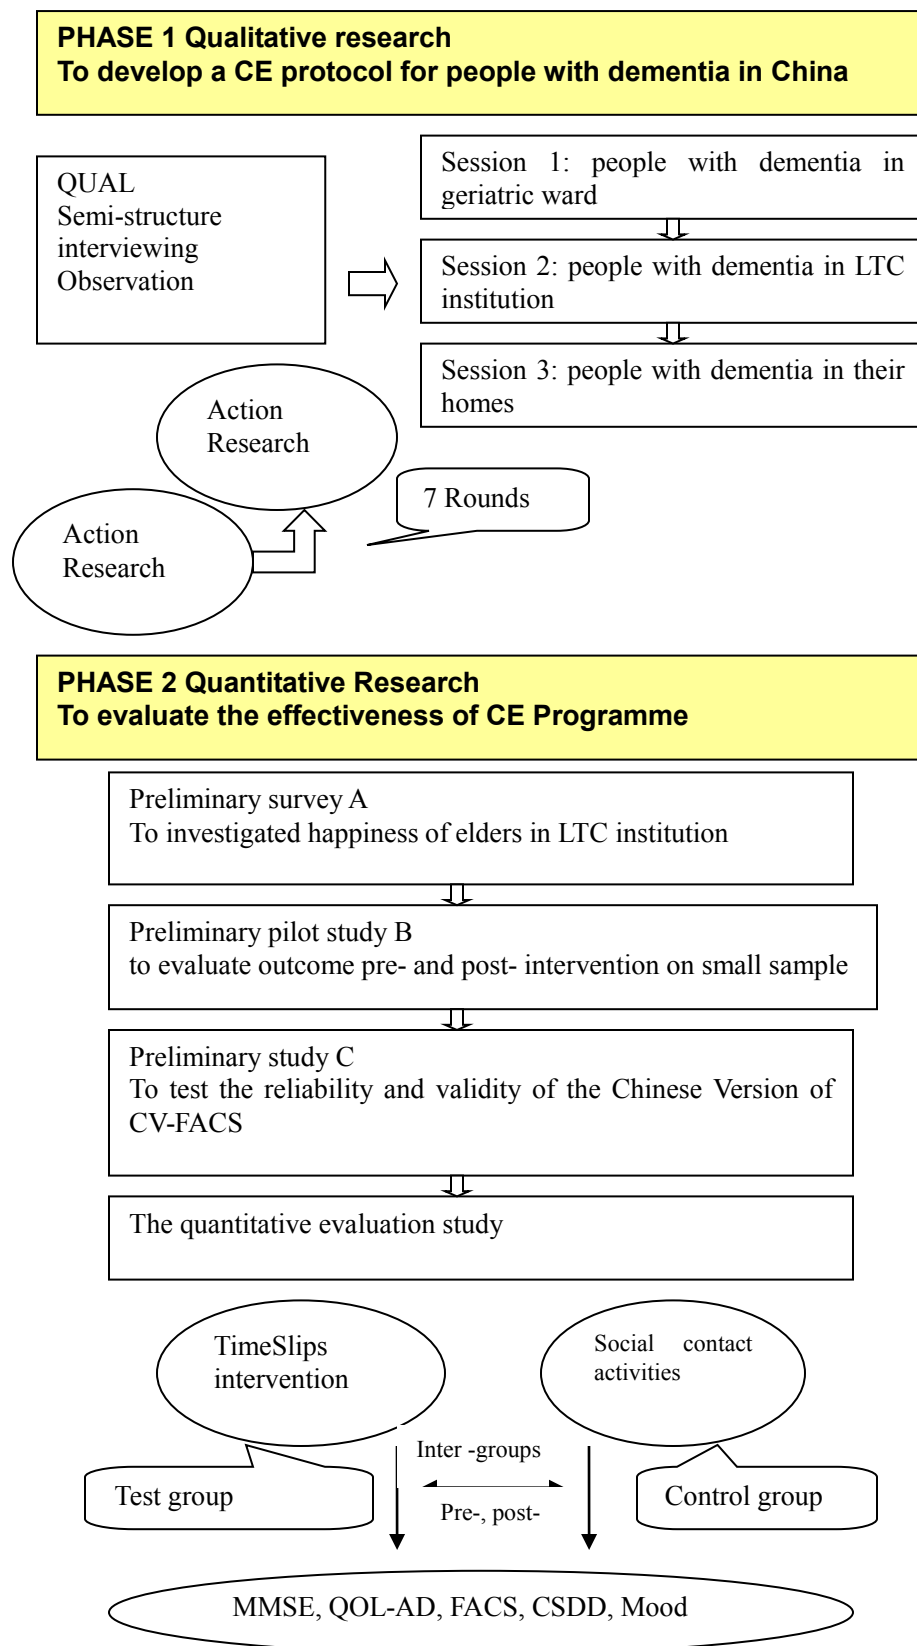 PHASE 1 Qualitative research
To develop a CE protocol for people with dementia in China
QUAL
Semi-structure
interviewing
Observation
Session 1: people with dementia in
geriatric ward
Session 2: people with dementia in LTC
institution
Session 3: people with dementia in their
homes
Action
Research
7 Rounds
Action
Research
PHASE 2 Quantitative Research
To evaluate the effectiveness of CE Programme
Preliminary survey A
To investigated happiness of elders in LTC institution
Preliminary pilot study B
to evaluate outcome pre- and post- intervention on small sample
Preliminary study C
To test the reliability and validity of the Chinese Version of
CV-FACS
The quantitative evaluation study
TimeSlips
intervention
Social contact
activities
Inter -groups
Test group
Pre-, post-
Control group
MMSE, QOL-AD, FACS, CSDD, Mood